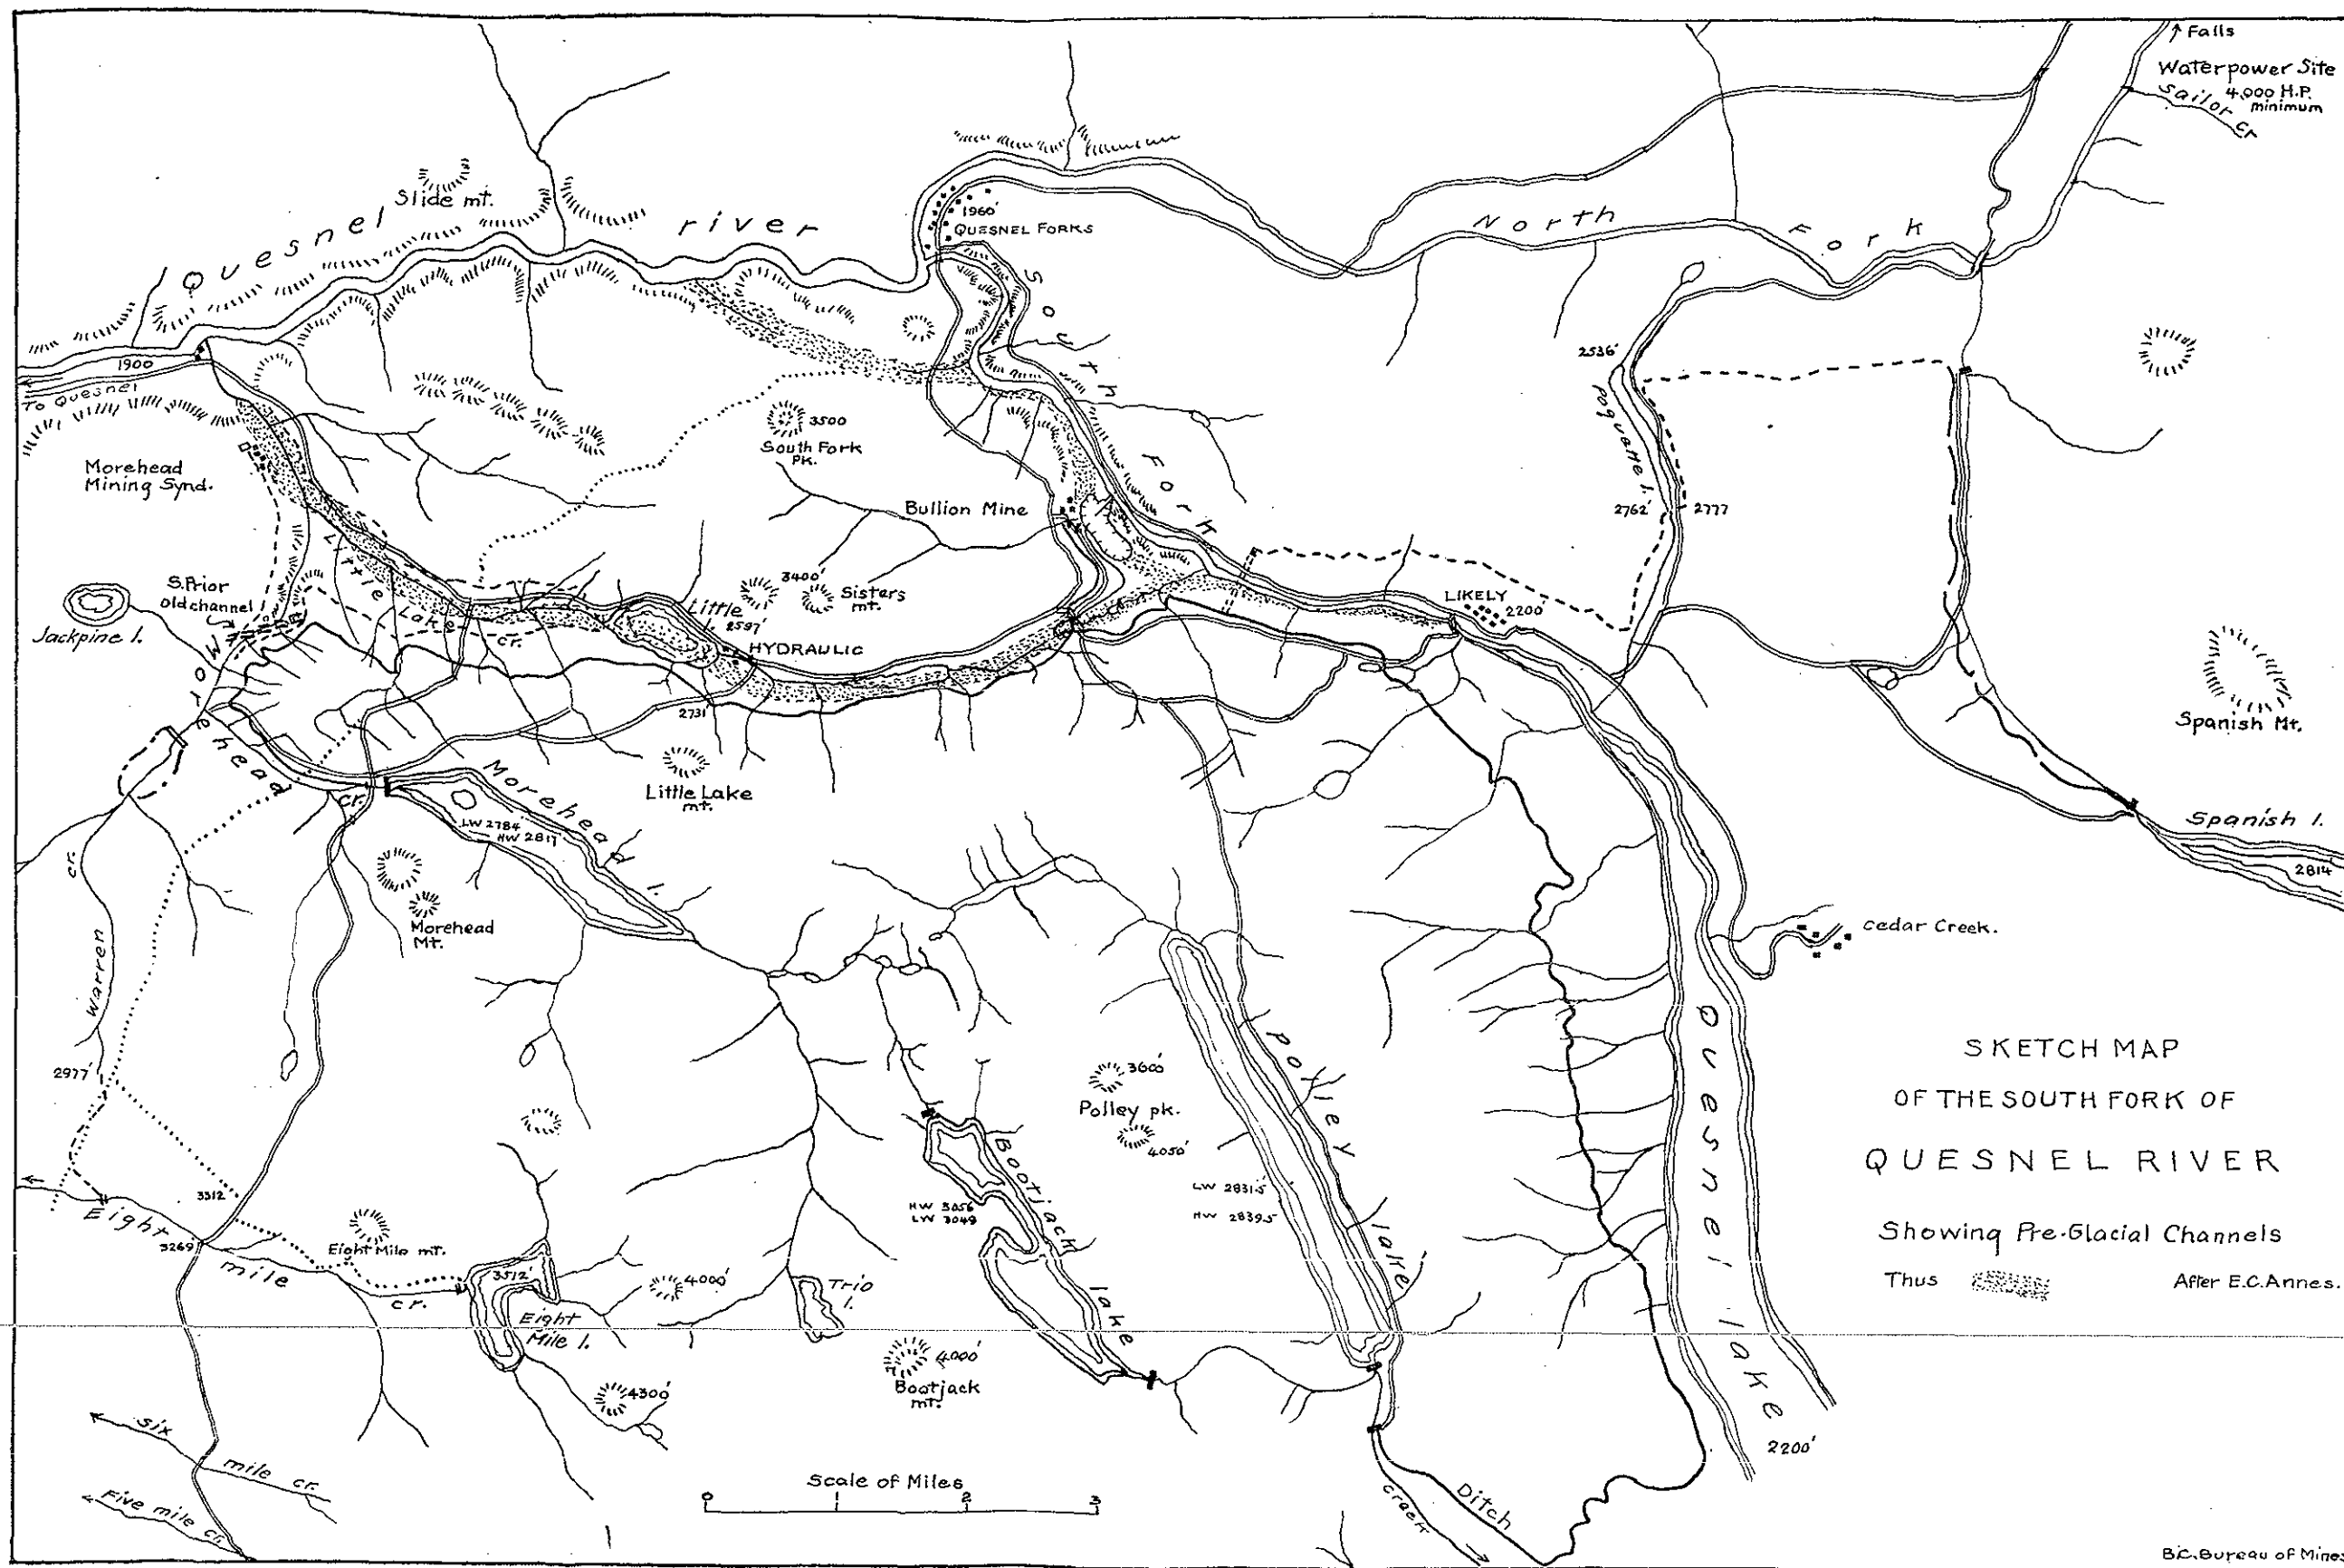 Falls
Waterpower Site
4,000 H.P.
minimum
Sailor Cr
Slide mt.
Quesnel river
1960'
QUESNEL FORKS
North Fork
South Fork
1900
To Quesnel
2536'
Poquette l.
3500
South Fork
Pk.
Morehead
Mining Synd.
Bullion Mine
2762'
2777
S. Prior
Old channel
Jackpine l.
Little Lake cr.
3400'
Sisters
mt.
Little
2597'
HYDRAULIC
LIKELY
2200'
Spanish Mt.
2731
Morehead cr.
Little Lake
mt.
Morehead l.
LW 2784'
HW 2817
Spanish l.
2814
Morehead
Mt.
Cedar Creek.
Warren cr.
2977'
3600'
Polley pk.
4050'
Polley lake
LW 2831.5'
HW 2839.5
Quesnel lake
2200'
SKETCH MAP
OF THE SOUTH FORK OF
QUESNEL RIVER
Showing Pre-Glacial Channels
Thus
After E.C. Annes.
3312
3269
Eight mile cr.
Eight Mile mt.
3512'
Eight
Mile l.
4000'
Trio
l.
HW 3056
LW 3049
Bootjack lake
4000'
Bootjack
mt.
4300'
Six mile cr.
Five mile cr.
Scale of Miles
0 2 3
Creek
Ditch
B.C. Bureau of Mines